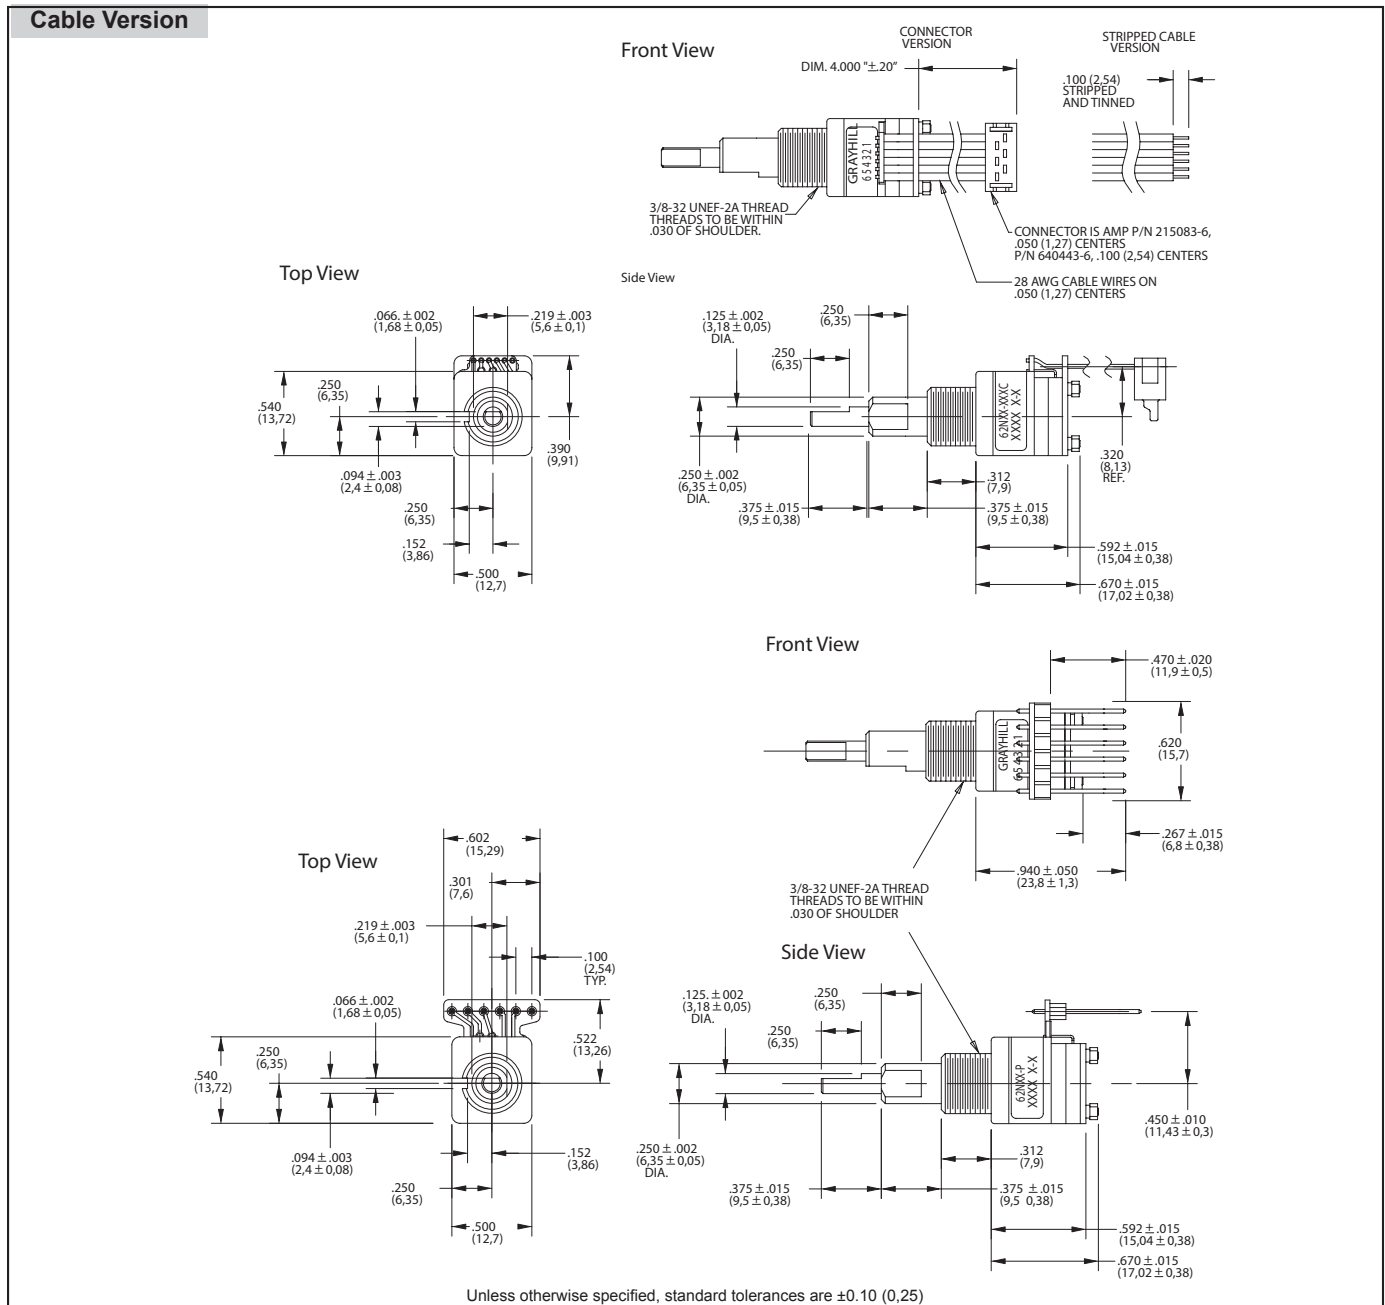 Cable Version
Front View
CONNECTOR
VERSION
DIM. 4.000 "±.20"
STRIPPED CABLE
VERSION
.100 (2,54)
STRIPPED
AND TINNED
GRAYHILL
654321
3/8-32 UNEF-2A THREAD
THREADS TO BE WITHIN
.030 OF SHOULDER.
CONNECTOR IS AMP P/N 215083-6,
.050 (1,27) CENTERS
P/N 640443-6, .100 (2,54) CENTERS
28 AWG CABLE WIRES ON
.050 (1,27) CENTERS
Top View
.066. ± .002
(1,68 ± 0,05)
.219 ± .003
(5,6 ± 0,1)
.250
(6,35)
.540
(13,72)
.390
(9,91)
.094 ± .003
(2,4 ± 0,08)
.250
(6,35)
.152
(3,86)
.500
(12,7)
Side View
.125 ± .002
(3,18 ± 0,05)
DIA.
.250
(6,35)
.250
(6,35)
62NXX-XXXC
XXXX X-X
.250 ± .002
(6,35 ± 0,05)
DIA.
.375 ± .015
(9,5 ± 0,38)
.312
(7,9)
.375 ± .015
(9,5 ± 0,38)
.320
(8,13)
REF.
.592 ± .015
(15,04 ± 0,38)
.670 ± .015
(17,02 ± 0,38)
Front View
.470 ± .020
(11,9 ± 0,5)
GRAYHILL
654321
.620
(15,7)
.267 ± .015
(6,8 ± 0,38)
.940 ± .050
(23,8 ± 1,3)
3/8-32 UNEF-2A THREAD
THREADS TO BE WITHIN
.030 OF SHOULDER
Top View
.602
(15,29)
.301
(7,6)
.219 ± .003
(5,6 ± 0,1)
.100
(2,54)
TYP.
.066 ± .002
(1,68 ± 0,05)
.250
(6,35)
.540
(13,72)
.522
(13,26)
.094 ± .003
(2,4 ± 0,08)
.152
(3,86)
.250
(6,35)
.500
(12,7)
Side View
.125. ± .002
(3,18 ± 0,05)
DIA.
.250
(6,35)
.250
(6,35)
62NXX-P
XXXX X-X
.450 ± .010
(11,43 ± 0,3)
.250 ± .002
(6,35 ± 0,05)
DIA.
.312
(7,9)
.375 ± .015
(9,5 ± 0,38)
.375 ± .015
(9,5 0,38)
.592 ± .015
(15,04 ± 0,38)
.670 ± .015
(17,02 ± 0,38)
Unless otherwise specified, standard tolerances are ±0.10 (0,25)